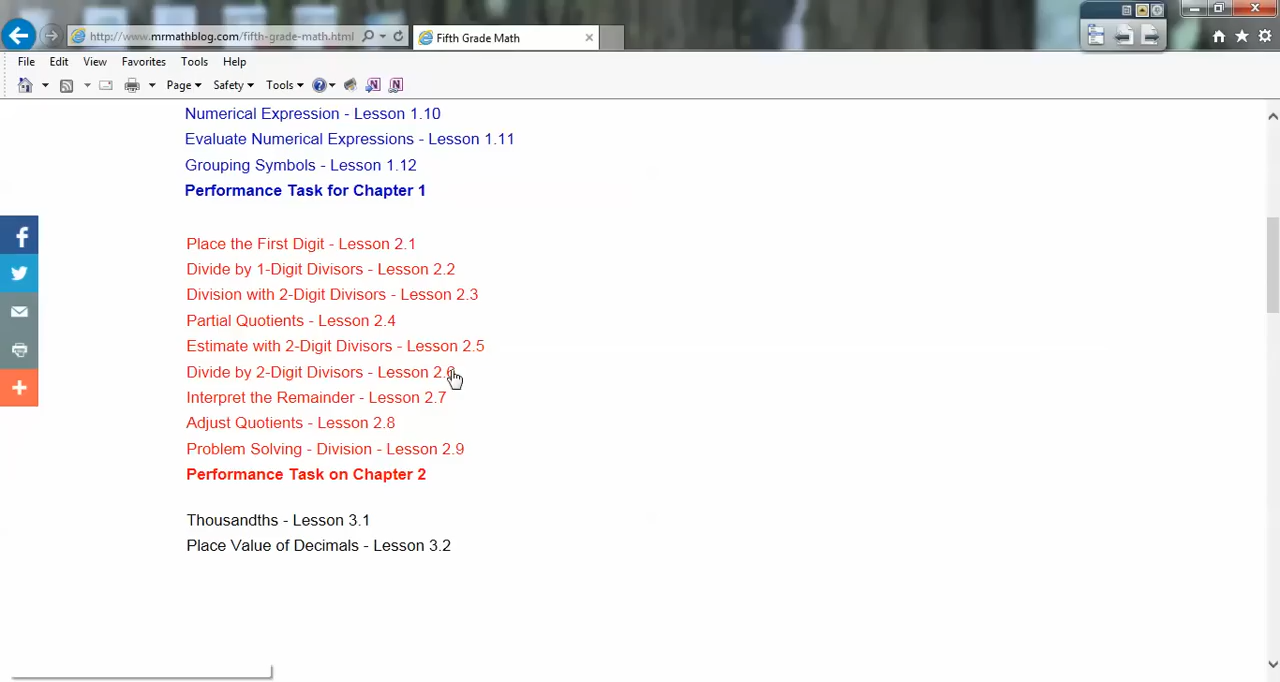 http://www.mrmathblog.com/fifth-grade-math.html
Fifth Grade Math
File Edit View Favorites Tools Help
Page Safety Tools
Numerical Expression - Lesson 1.10
Evaluate Numerical Expressions - Lesson 1.11
Grouping Symbols - Lesson 1.12
Performance Task for Chapter 1
Place the First Digit - Lesson 2.1
Divide by 1-Digit Divisors - Lesson 2.2
Division with 2-Digit Divisors - Lesson 2.3
Partial Quotients - Lesson 2.4
Estimate with 2-Digit Divisors - Lesson 2.5
Divide by 2-Digit Divisors - Lesson 2.6
Interpret the Remainder - Lesson 2.7
Adjust Quotients - Lesson 2.8
Problem Solving - Division - Lesson 2.9
Performance Task on Chapter 2
Thousandths - Lesson 3.1
Place Value of Decimals - Lesson 3.2